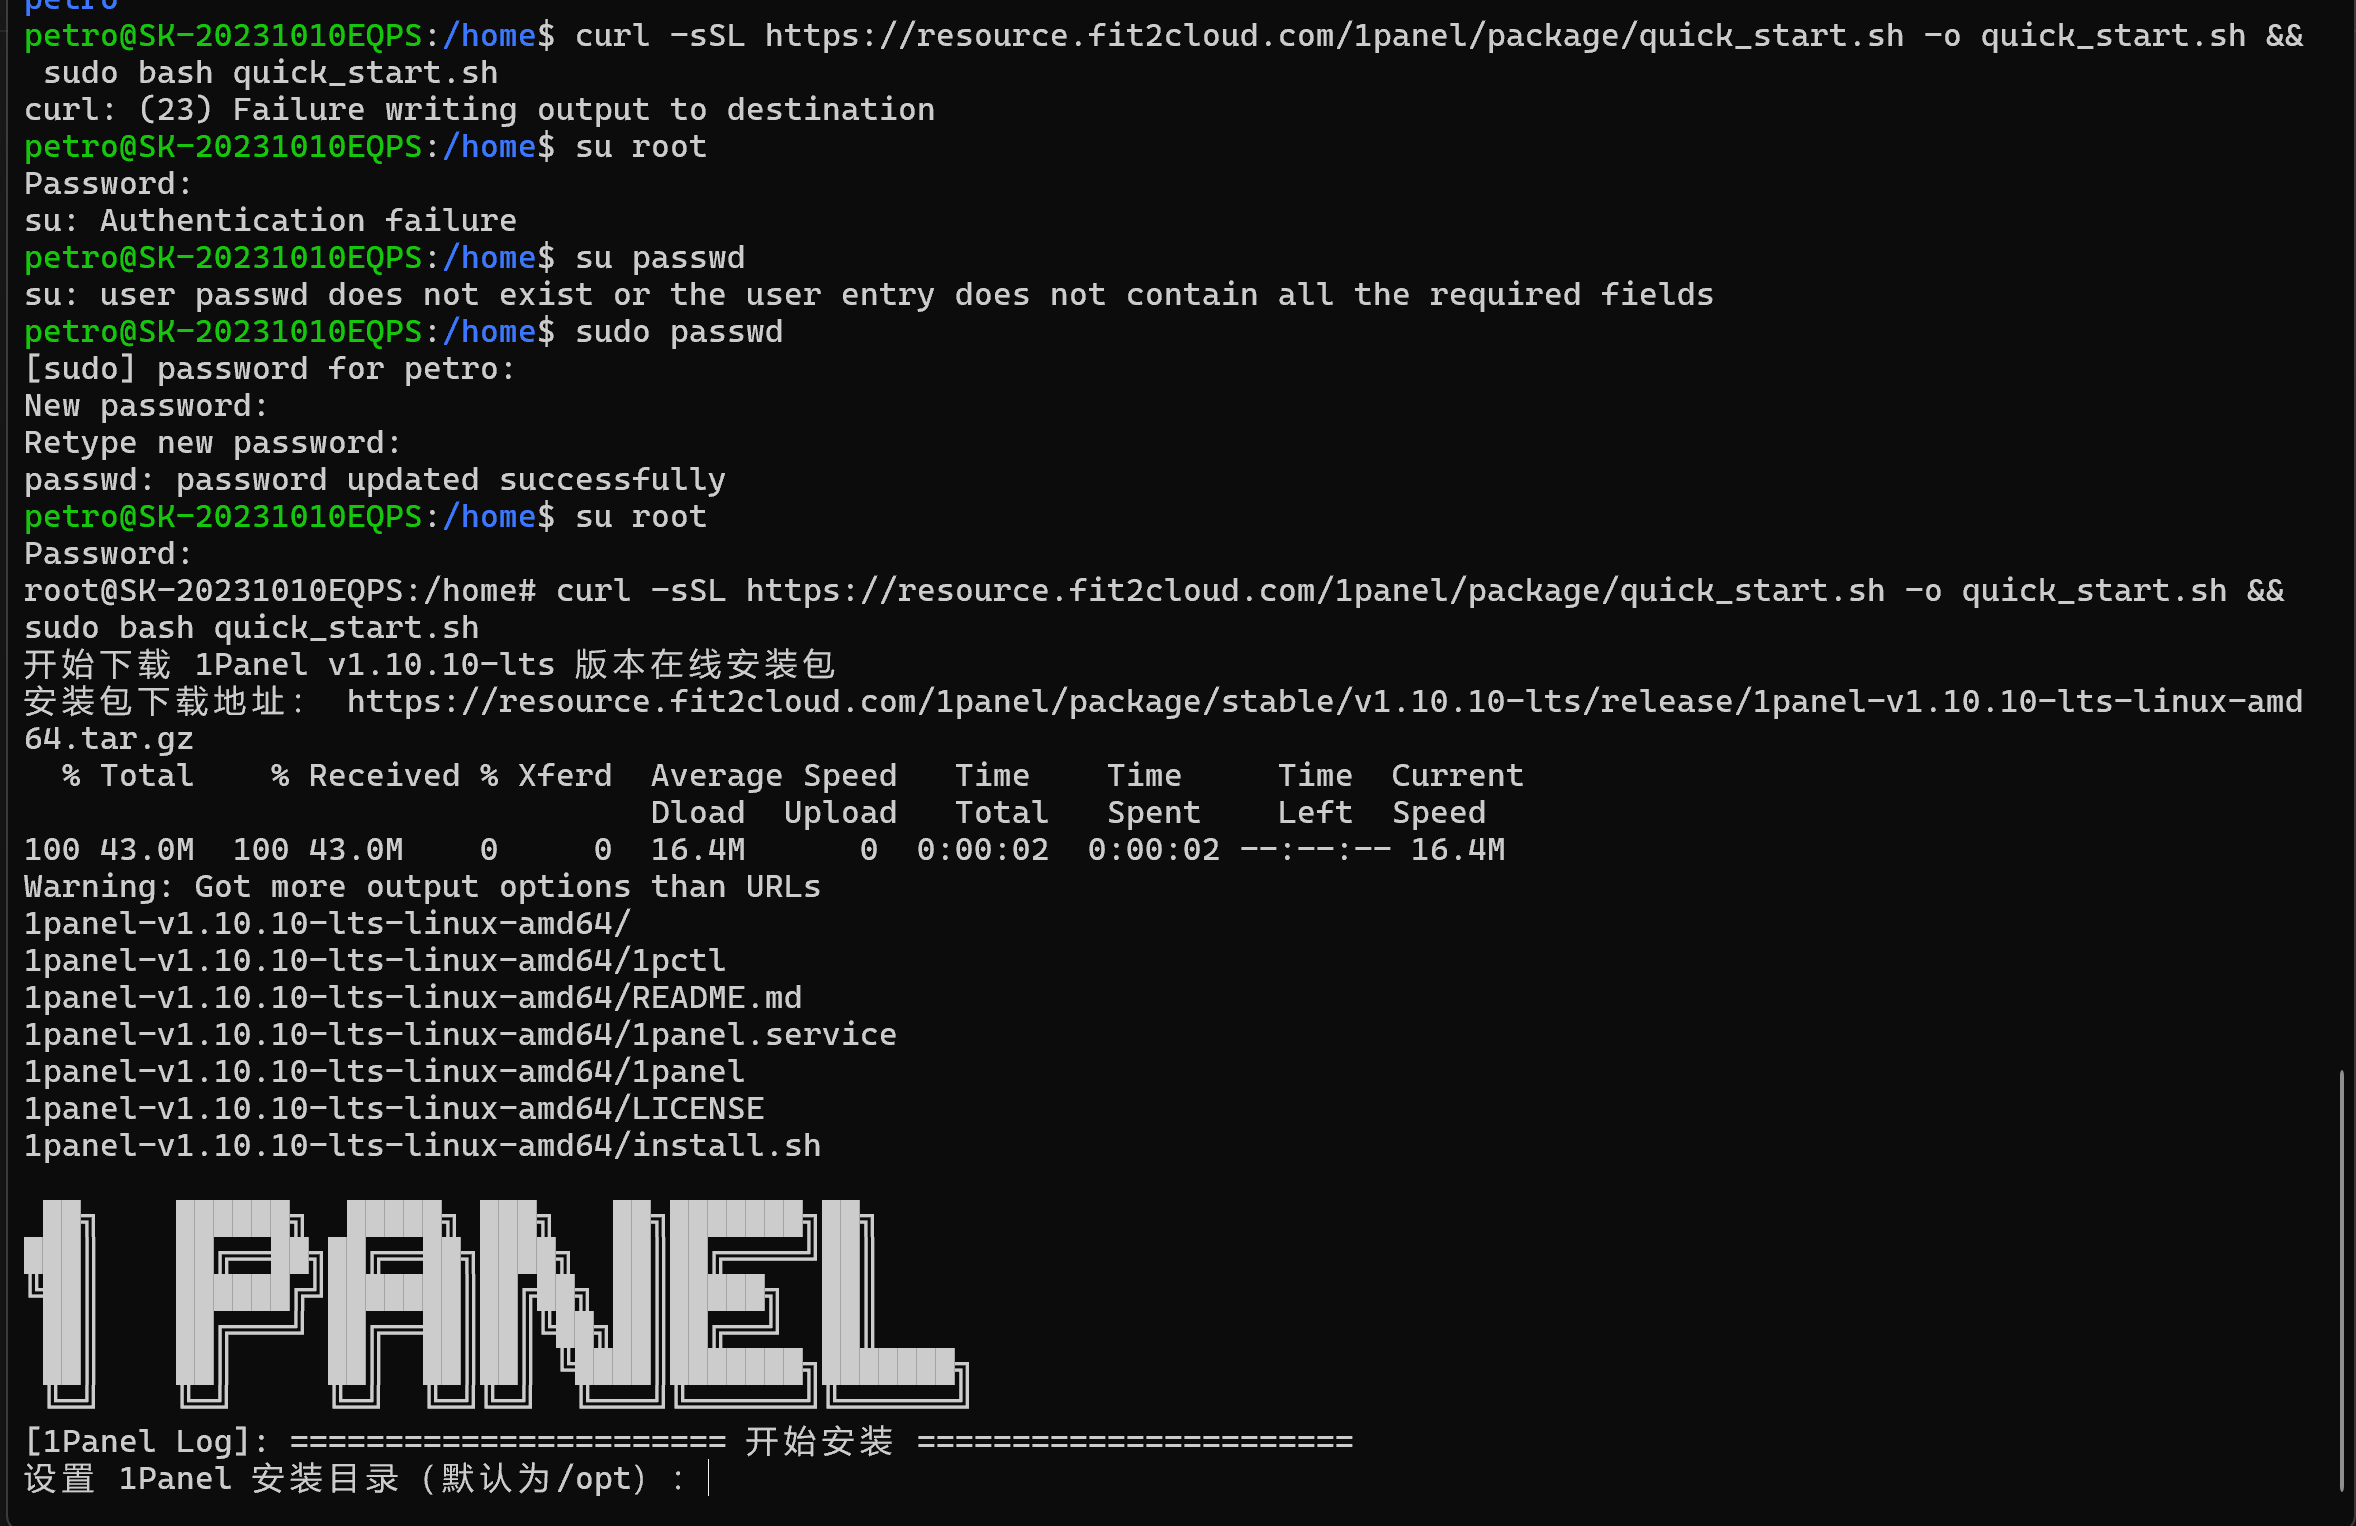 petro
petro@SK-20231010EQPS:/home$ curl -sSL https://resource.fit2cloud.com/1panel/package/quick_start.sh -o quick_start.sh &&
 sudo bash quick_start.sh
curl: (23) Failure writing output to destination
petro@SK-20231010EQPS:/home$ su root
Password:
su: Authentication failure
petro@SK-20231010EQPS:/home$ su passwd
su: user passwd does not exist or the user entry does not contain all the required fields
petro@SK-20231010EQPS:/home$ sudo passwd
[sudo] password for petro:
New password:
Retype new password:
passwd: password updated successfully
petro@SK-20231010EQPS:/home$ su root
Password:
root@SK-20231010EQPS:/home# curl -sSL https://resource.fit2cloud.com/1panel/package/quick_start.sh -o quick_start.sh &&
sudo bash quick_start.sh
开始下载 1Panel v1.10.10-lts 版本在线安装包
安装包下载地址： https://resource.fit2cloud.com/1panel/package/stable/v1.10.10-lts/release/1panel-v1.10.10-lts-linux-amd
64.tar.gz
  % Total    % Received % Xferd  Average Speed   Time    Time     Time  Current
                                 Dload  Upload   Total   Spent    Left  Speed
100 43.0M  100 43.0M    0     0  16.4M      0  0:00:02  0:00:02 --:--:-- 16.4M
Warning: Got more output options than URLs
1panel-v1.10.10-lts-linux-amd64/
1panel-v1.10.10-lts-linux-amd64/1pctl
1panel-v1.10.10-lts-linux-amd64/README.md
1panel-v1.10.10-lts-linux-amd64/1panel.service
1panel-v1.10.10-lts-linux-amd64/1panel
1panel-v1.10.10-lts-linux-amd64/LICENSE
1panel-v1.10.10-lts-linux-amd64/install.sh
1 PANEL
[1Panel Log]: ======================= 开始安装 =======================
设置 1Panel 安装目录（默认为/opt）：